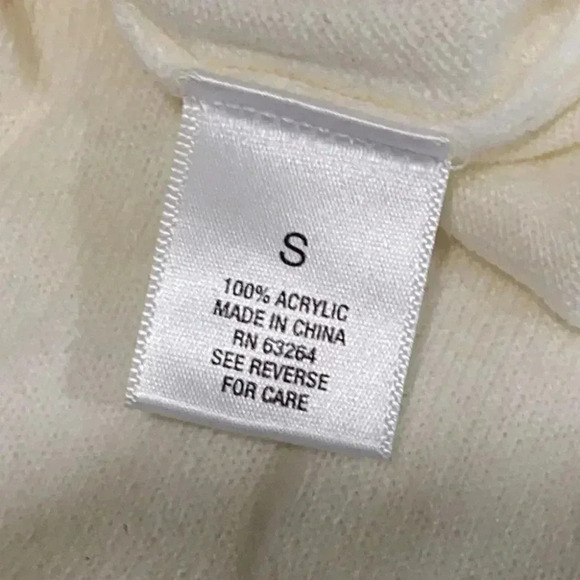 S
100% ACRYLIC
MADE IN CHINA
RN 63264
SEE REVERSE
FOR CARE